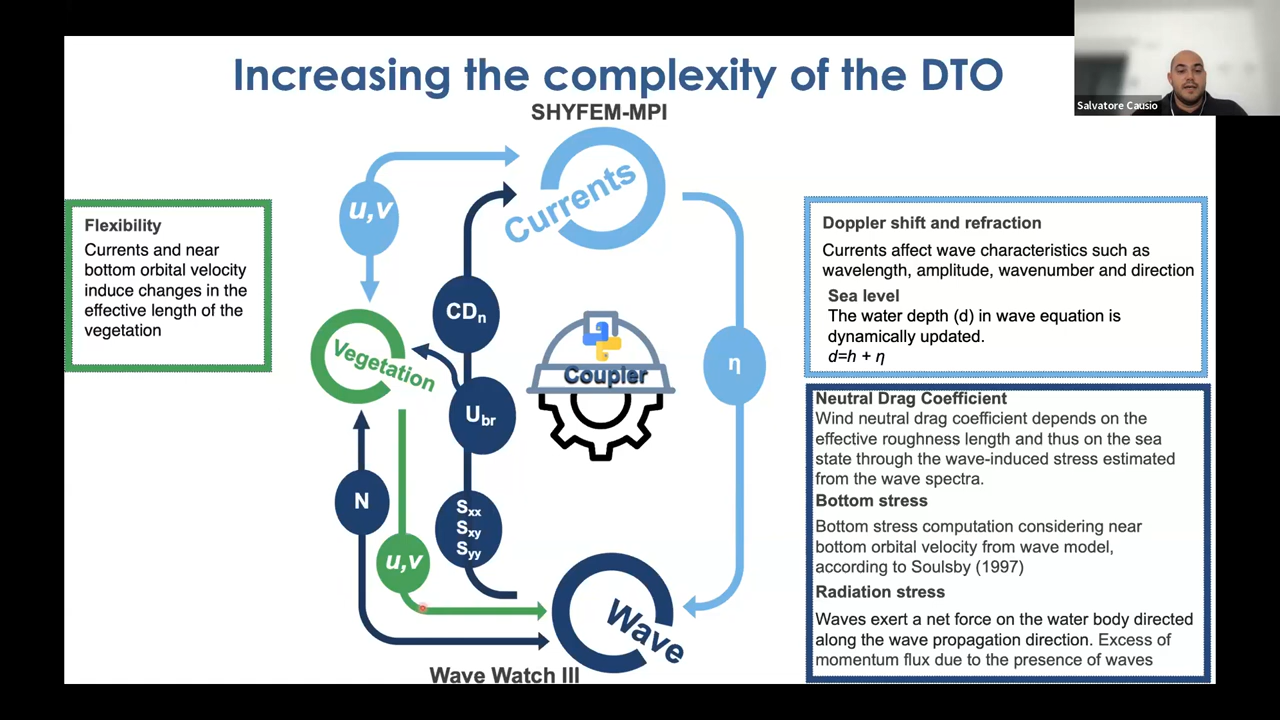 Increasing the complexity of the DTO
Salvatore Causio
SHYFEM-MPI
Currents
u,v
Flexibility
Currents and near
bottom orbital velocity
induce changes in the
effective length of the
vegetation
CDn
Vegetation
Coupler
η
Ubr
N
Sxx
Sxy
Syy
u,v
Wave
Wave Watch III
Doppler shift and refraction
Currents affect wave characteristics such as
wavelength, amplitude, wavenumber and direction
Sea level
The water depth (d) in wave equation is
dynamically updated.
d=h + η
Neutral Drag Coefficient
Wind neutral drag coefficient depends on the
effective roughness length and thus on the sea
state through the wave-induced stress estimated
from the wave spectra.
Bottom stress
Bottom stress computation considering near
bottom orbital velocity from wave model,
according to Soulsby (1997)
Radiation stress
Waves exert a net force on the water body directed
along the wave propagation direction. Excess of
momentum flux due to the presence of waves